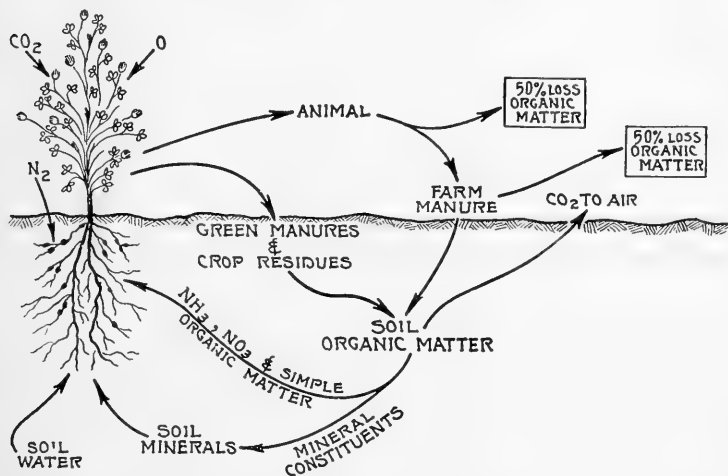 CO2
O
ANIMAL
50% LOSS
ORGANIC
MATTER
50% LOSS
ORGANIC
MATTER
N2
FARM
MANURE
CO2 TO AIR
GREEN MANURES
&
CROP RESIDUES
SOIL
ORGANIC MATTER
NH3, NO3 & SIMPLE
ORGANIC MATTER
SOIL
MINERALS
MINERAL
CONSTITUENTS
SOIL
WATER